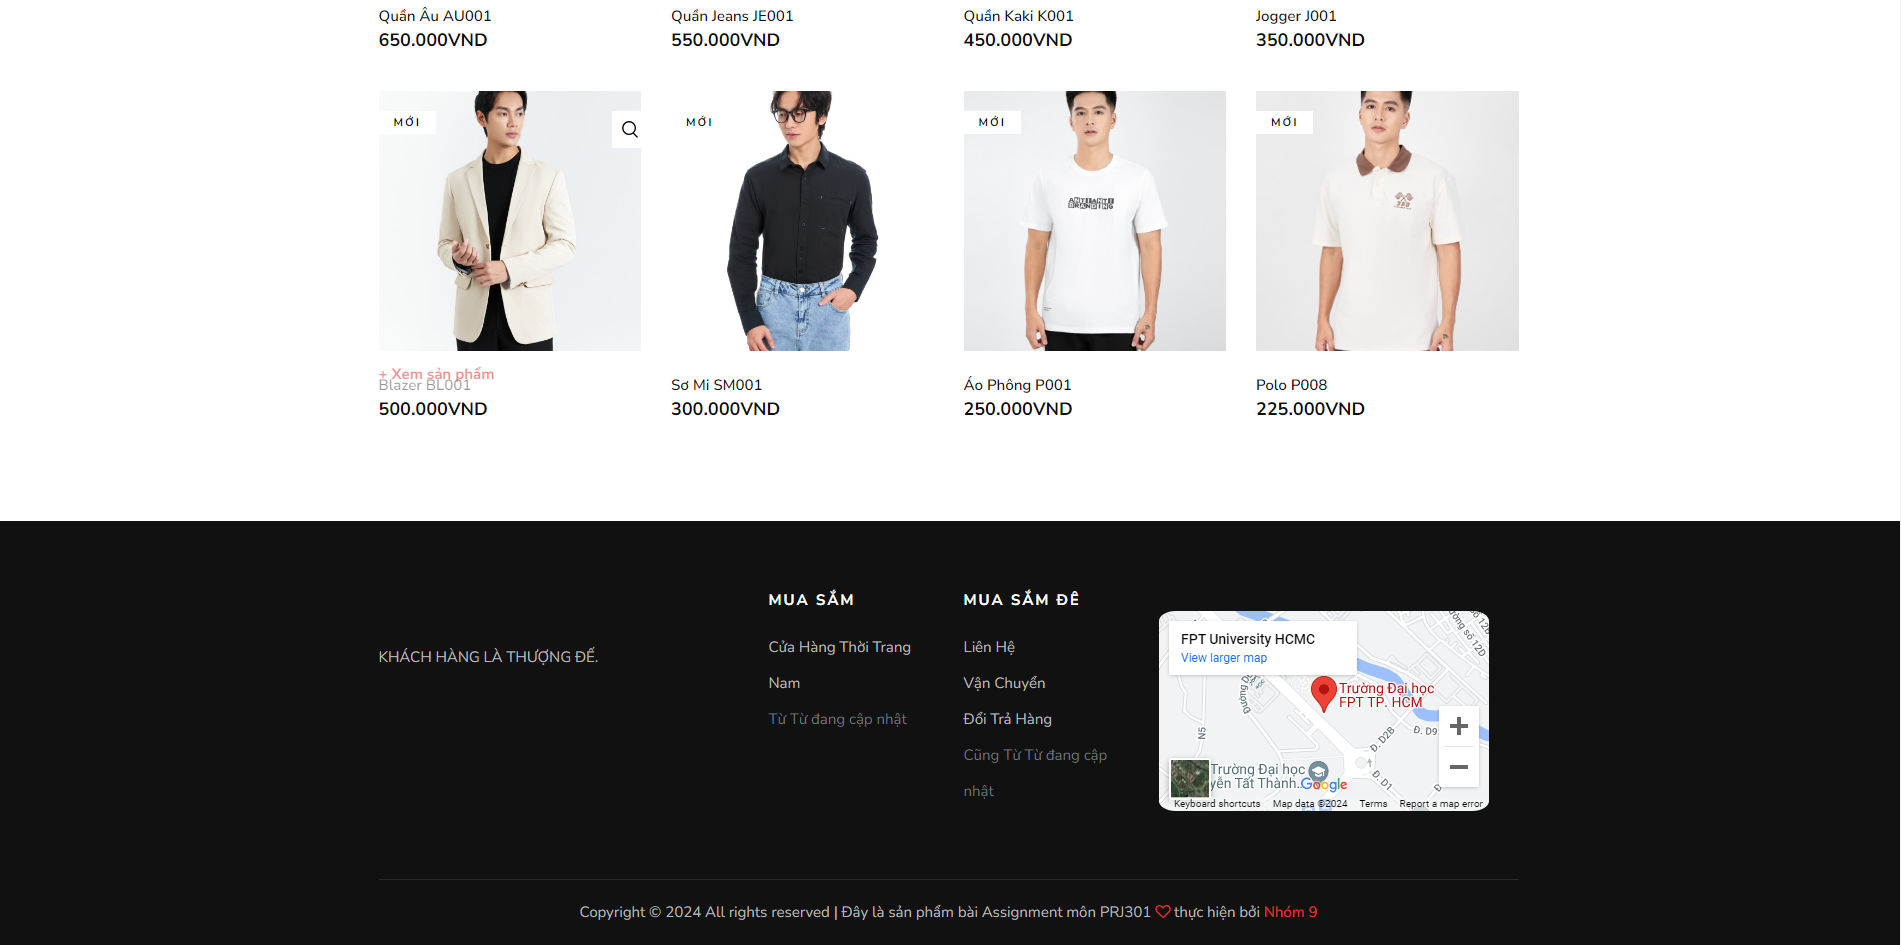 Quần Âu AU001
650.000VND
Quần Jeans JE001
550.000VND
Quần Kaki K001
450.000VND
Jogger J001
350.000VND
MỚI
MỚI
MỚI
MỚI
ANTI ANTI
BRANDING
+ Xem sản phẩm
Blazer BL001
500.000VND
Sơ Mi SM001
300.000VND
Áo Phông P001
250.000VND
Polo P008
225.000VND
KHÁCH HÀNG LÀ THƯỢNG ĐẾ.
MUA SẮM
Cửa Hàng Thời Trang
Nam
Từ Từ đang cập nhật
MUA SẮM ĐÊ
Liên Hệ
Vận Chuyển
Đổi Trả Hàng
Cũng Từ Từ đang cập
nhật
FPT University HCMC
View larger map
Trường Đại học
FPT TP. HCM
N5
Đ. D2B
Đ. D9
Đ. D1
Trường Đại học
yễn Tất Thành...
Google
Keyboard shortcuts
Map data ©2024
Terms
Report a map error
Copyright © 2024 All rights reserved | Đây là sản phẩm bài Assignment môn PRJ301 ♡ thực hiện bởi Nhóm 9